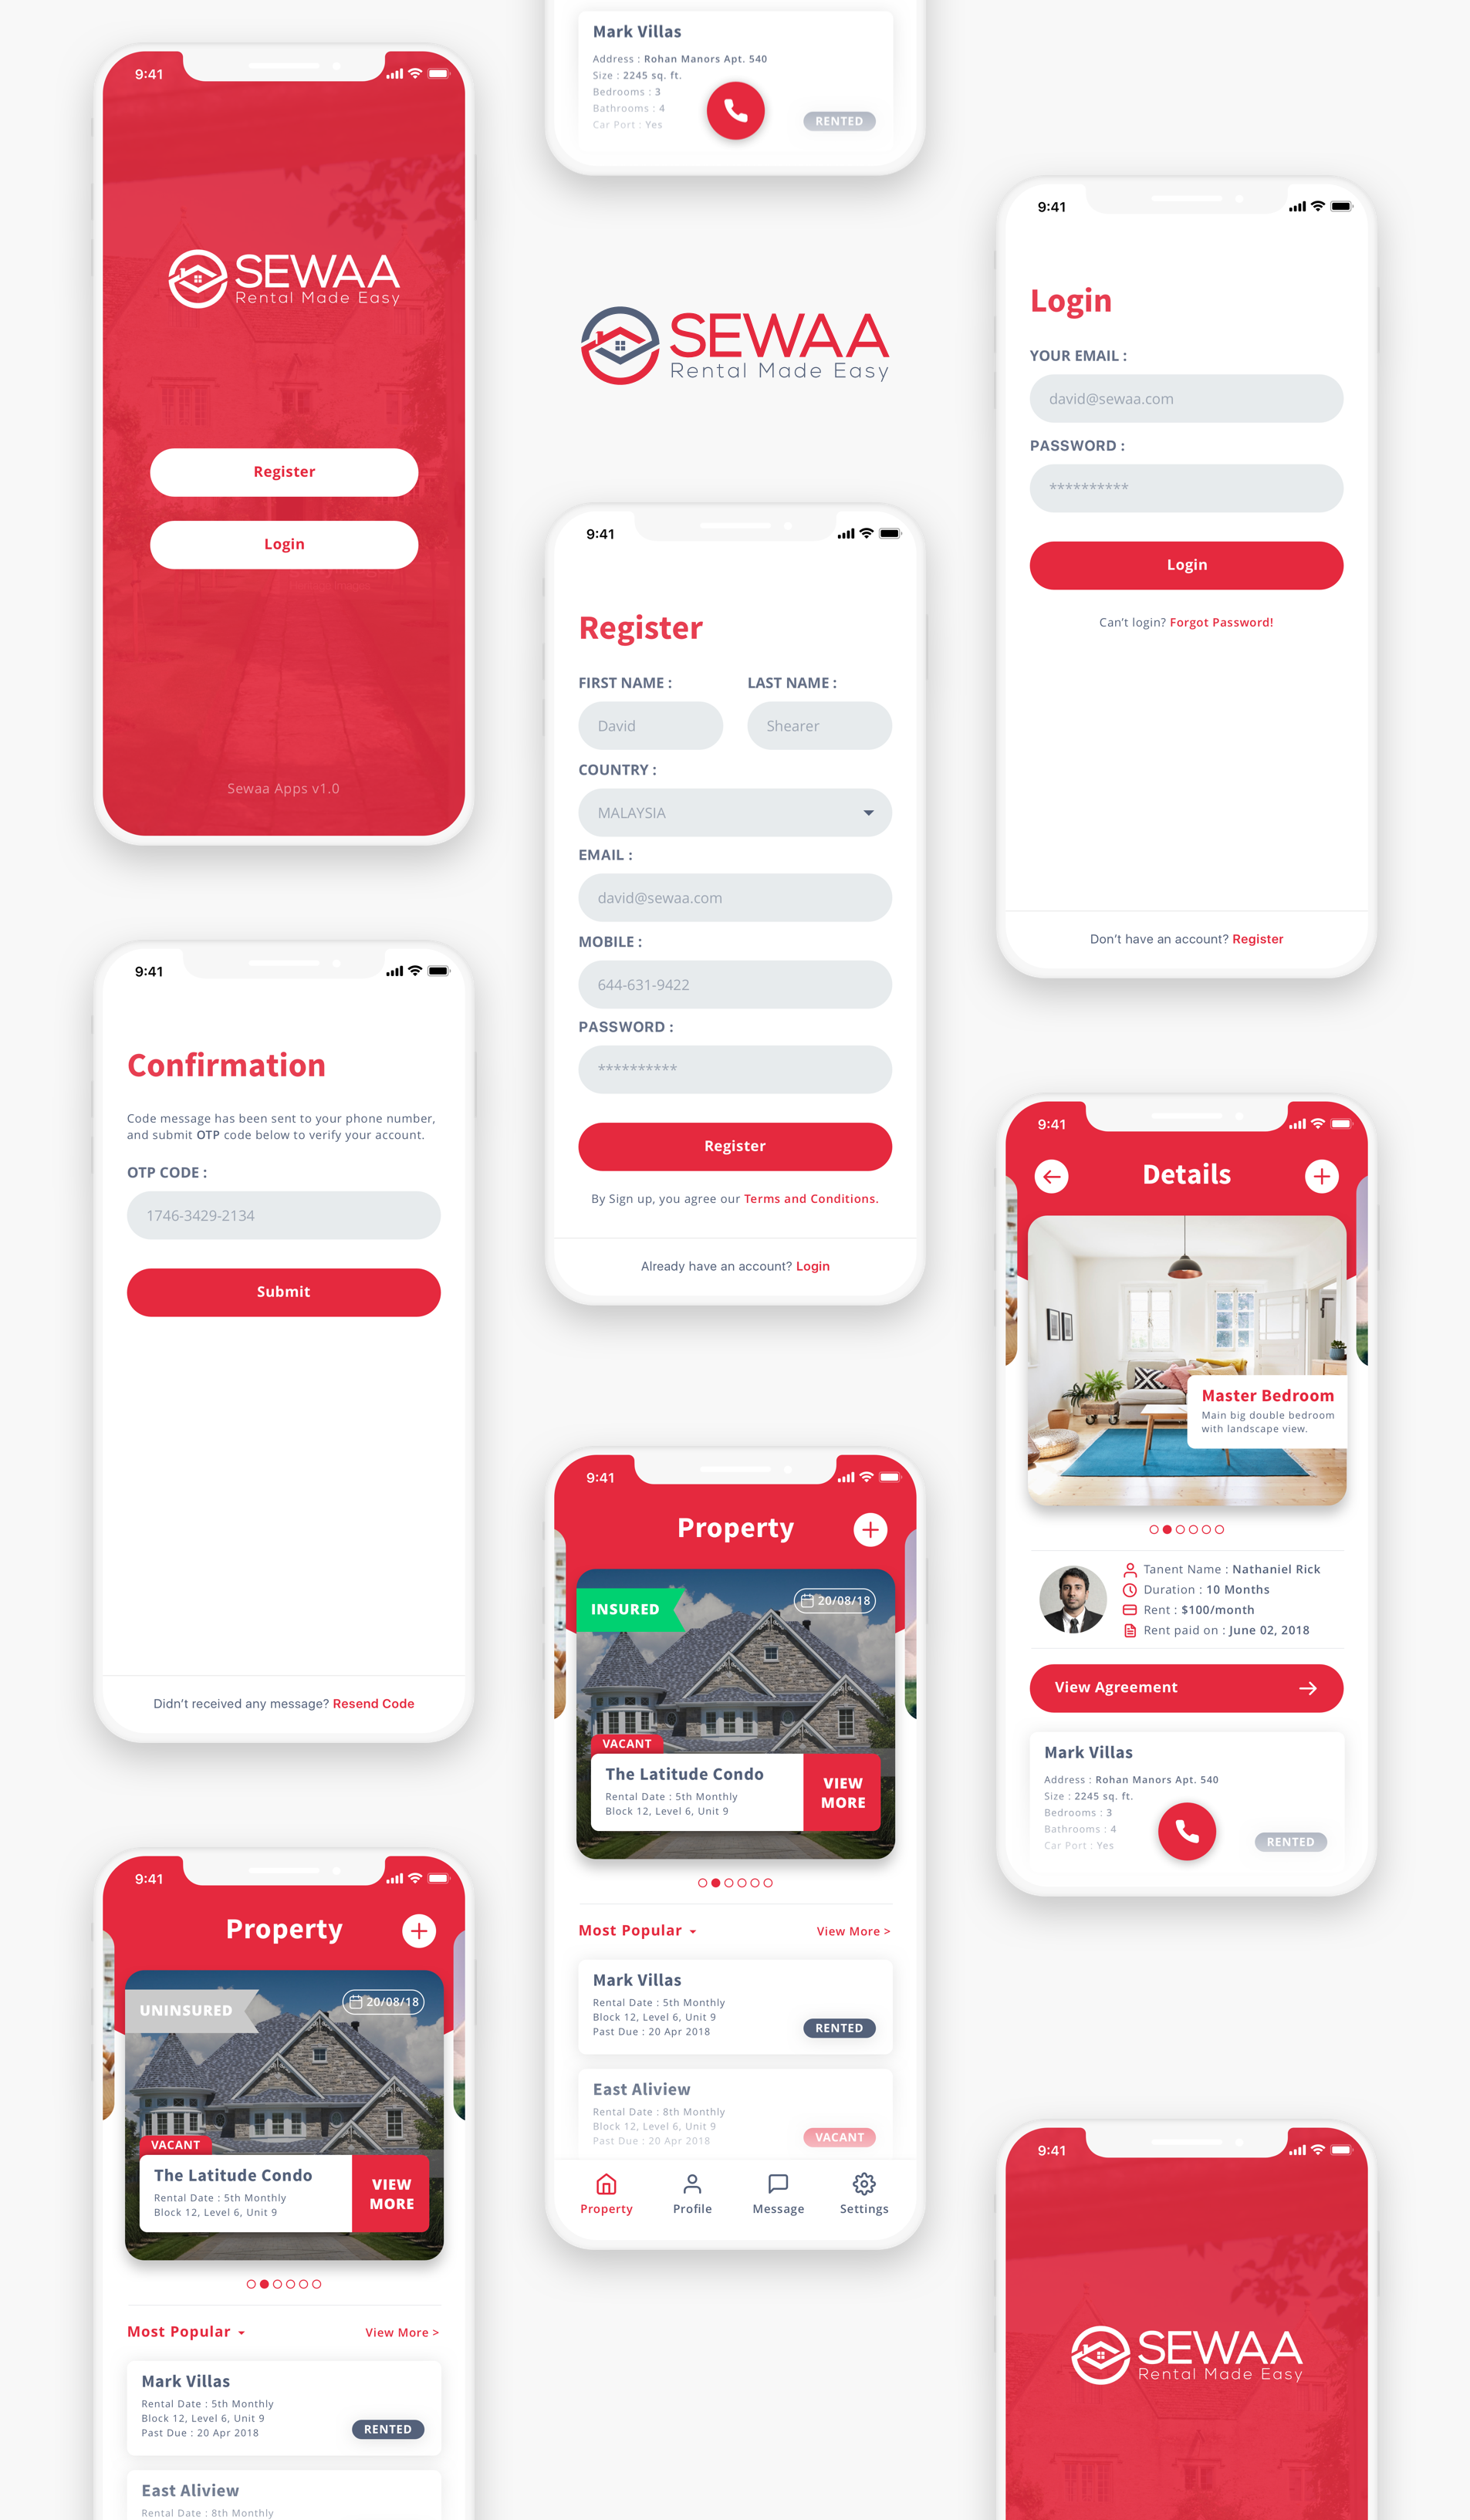 9:41
SEWAA
Rental Made Easy
Register
Login
Sewaa Apps v1.0
9:41
Confirmation
Code message has been sent to your phone number,
and submit OTP code below to verify your account.
OTP CODE :
1746-3429-2134
Submit
Didn't received any message? Resend Code
9:41
Property
UNINSURED
20/08/18
VACANT
The Latitude Condo
Rental Date : 5th Monthly
Block 12, Level 6, Unit 9
VIEW
MORE
Most Popular
View More >
Mark Villas
Rental Date : 5th Monthly
Block 12, Level 6, Unit 9
Past Due : 20 Apr 2018
RENTED
East Aliview
Rental Date : 8th Monthly
Mark Villas
Address : Rohan Manors Apt. 540
Size : 2245 sq. ft.
Bedrooms : 3
Bathrooms : 4
Car Port : Yes
RENTED
SEWAA
Rental Made Easy
9:41
Register
FIRST NAME :
LAST NAME :
David
Shearer
COUNTRY :
MALAYSIA
EMAIL :
david@sewaa.com
MOBILE :
644-631-9422
PASSWORD :
**********
Register
By Sign up, you agree our Terms and Conditions.
Already have an account? Login
9:41
Property
INSURED
20/08/18
VACANT
The Latitude Condo
Rental Date : 5th Monthly
Block 12, Level 6, Unit 9
VIEW
MORE
Most Popular
View More >
Mark Villas
Rental Date : 5th Monthly
Block 12, Level 6, Unit 9
Past Due : 20 Apr 2018
RENTED
East Aliview
Rental Date : 8th Monthly
Block 12, Level 6, Unit 9
Past Due : 20 Apr 2018
VACANT
Property
Profile
Message
Settings
9:41
Login
YOUR EMAIL :
david@sewaa.com
PASSWORD :
**********
Login
Can't login? Forgot Password!
Don't have an account? Register
9:41
Details
Master Bedroom
Main big double bedroom
with landscape view.
Tanent Name : Nathaniel Rick
Duration : 10 Months
Rent : $100/month
Rent paid on : June 02, 2018
View Agreement
Mark Villas
Address : Rohan Manors Apt. 540
Size : 2245 sq. ft.
Bedrooms : 3
Bathrooms : 4
Car Port : Yes
RENTED
9:41
SEWAA
Rental Made Easy